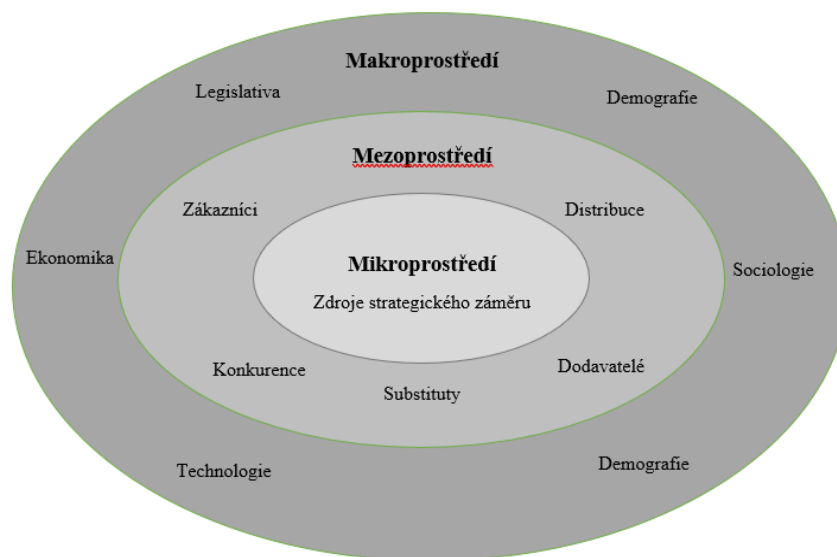 Makroprostředí
Legislativa
Demografie
Mezoprostředí
Zákazníci
Distribuce
Ekonomika
Mikroprostředí
Sociologie
Zdroje strategického záměru
Konkurence
Dodavatelé
Substituty
Technologie
Demografie